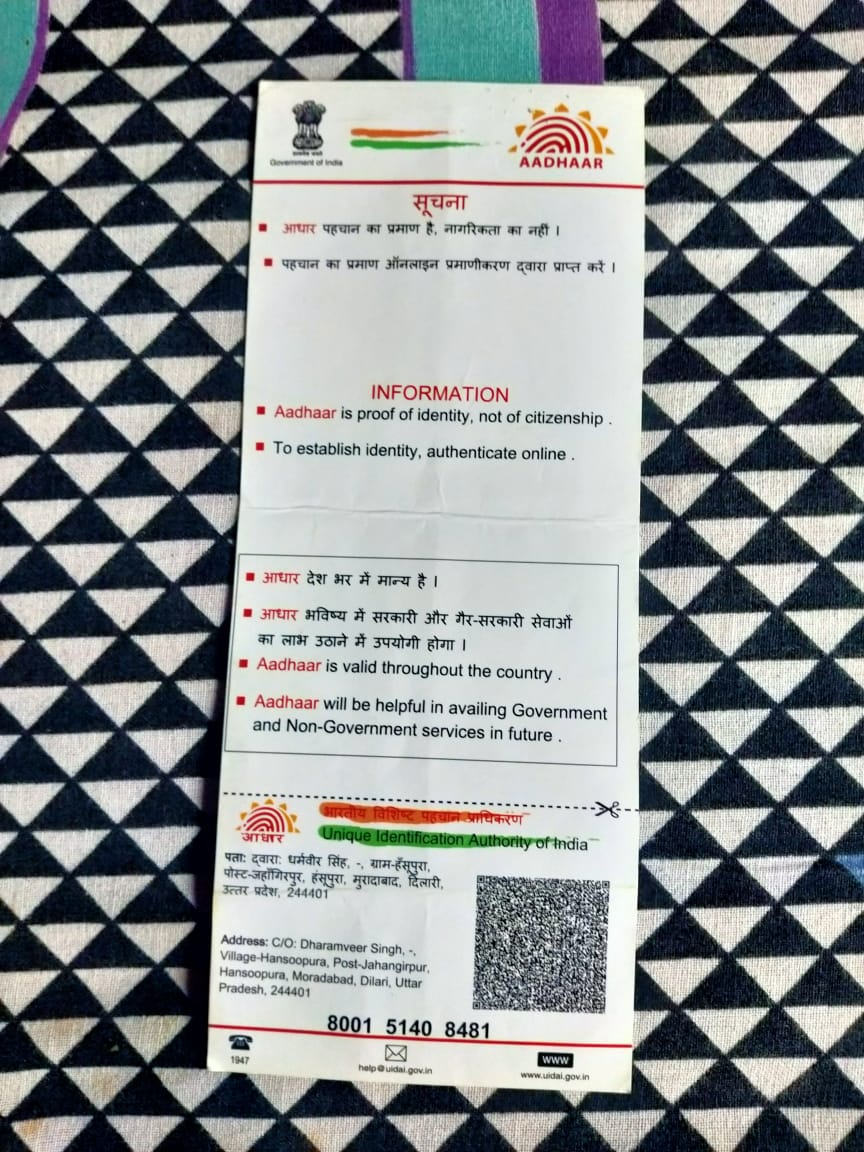 Government of India
AADHAAR
सूचना
आधार पहचान का प्रमाण है, नागरिकता का नहीं ।
पहचान का प्रमाण ऑनलाइन प्रमाणीकरण द्वारा प्राप्त करें ।
INFORMATION
Aadhaar is proof of identity, not of citizenship .
To establish identity, authenticate online .
आधार देश भर में मान्य है ।
आधार भविष्य में सरकारी और गैर-सरकारी सेवाओं
का लाभ उठाने में उपयोगी होगा ।
Aadhaar is valid throughout the country .
Aadhaar will be helpful in availing Government
and Non-Government services in future .
आधार
भारतीय विशिष्ट पहचान प्राधिकरण
Unique Identification Authority of India
पता: द्वारा: धर्मवीर सिंह, -, ग्राम-हँसूपुरा,
पोस्ट-जहाँगिरपुर, हंसूपुरा, मुरादाबाद, दिलारी,
उत्तर प्रदेश, 244401
Address: C/O: Dharamveer Singh, -,
Village-Hansoopura, Post-Jahangirpur,
Hansoopura, Moradabad, Dilari, Uttar
Pradesh, 244401
8001 5140 8481
1947
help@uidai.gov.in
www
www.uidai.gov.in